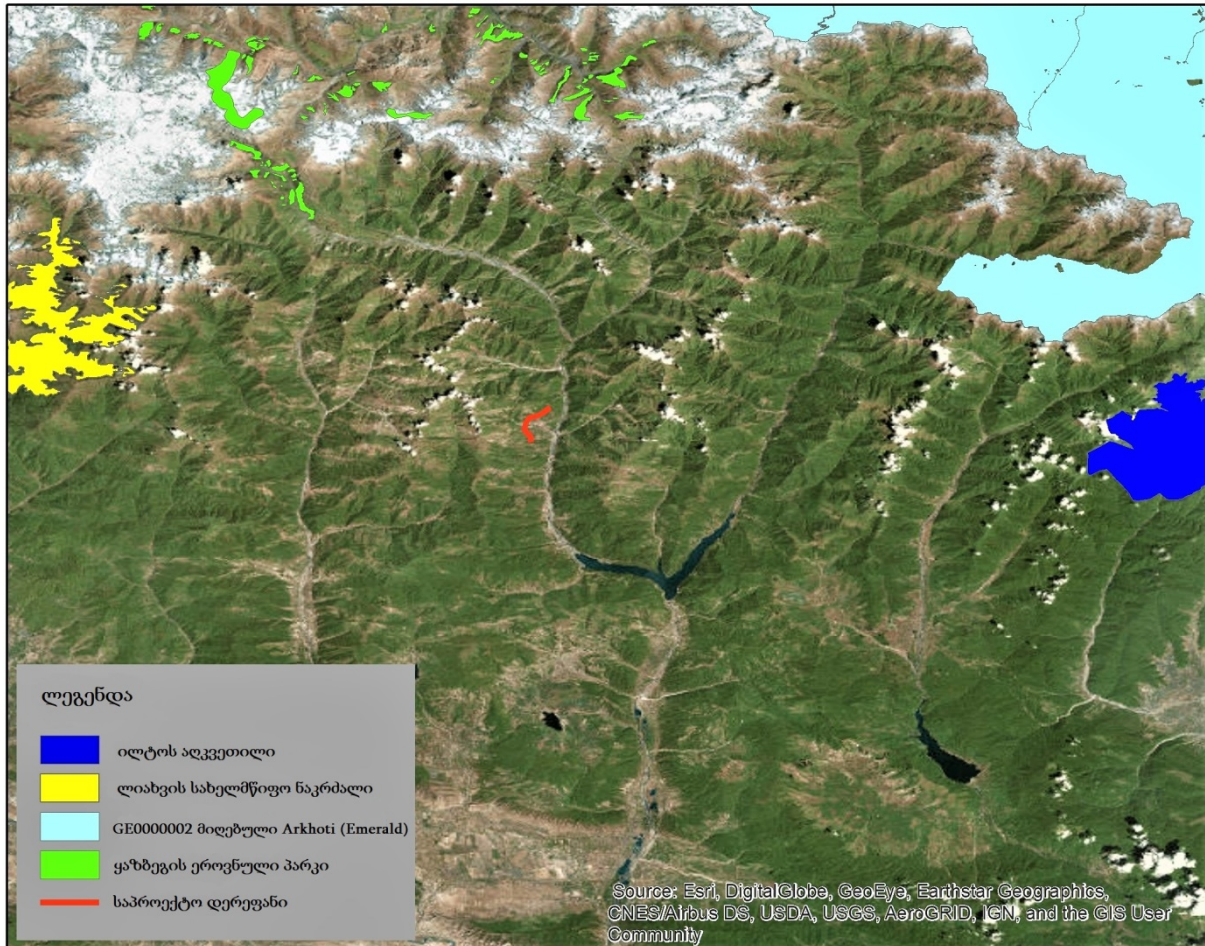 ლეგენდა
ილტოს აღკვეთილი
ლიახვის სახელმწიფო ნაკრძალი
GE0000002 მიღებული Arkhoti (Emerald)
ყაზბეგის ეროვნული პარკი
საპროექტო დერეფანი
Source: Esri, DigitalGlobe, GeoEye, Earthstar Geographics,
CNES/Airbus DS, USDA, USGS, AeroGRID, IGN, and the GIS User
Community